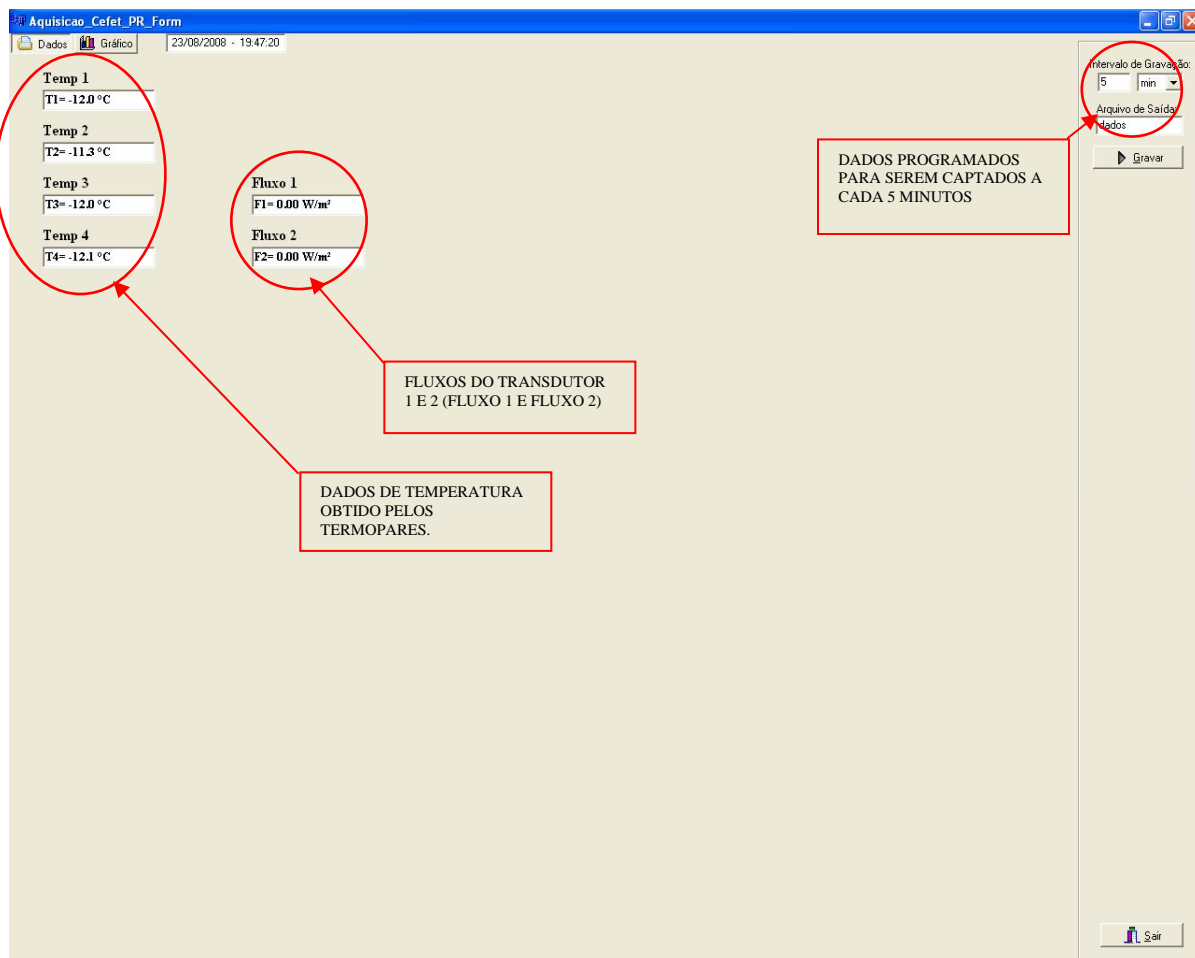 Aquisicao_Cefet_PR_Form
Dados Gráfico 23/08/2008 - 19:47:20
Temp 1
T1= -12.0 °C
Temp 2
T2= -11.3 °C
Temp 3
T3= -12.0 °C
Temp 4
T4= -12.1 °C
Fluxo 1
F1= 0.00 W/m²
Fluxo 2
F2= 0.00 W/m²
Intervalo de Gravação:
5 min
Arquivo de Saída:
dados
Gravar
DADOS PROGRAMADOS
PARA SEREM CAPTADOS A
CADA 5 MINUTOS
FLUXOS DO TRANSDUTOR
1 E 2 (FLUXO 1 E FLUXO 2)
DADOS DE TEMPERATURA
OBTIDO PELOS
TERMOPARES.
Sair